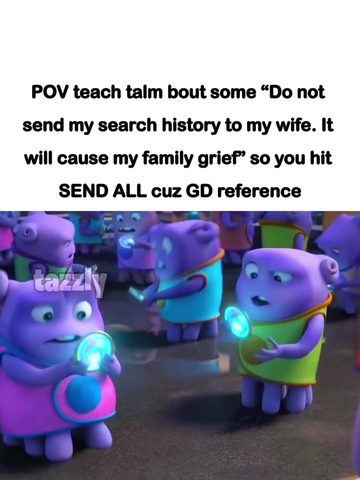 POV teach talm bout some “Do not
send my search history to my wife. It
will cause my family grief” so you hit
SEND ALL cuz GD reference
tazzly